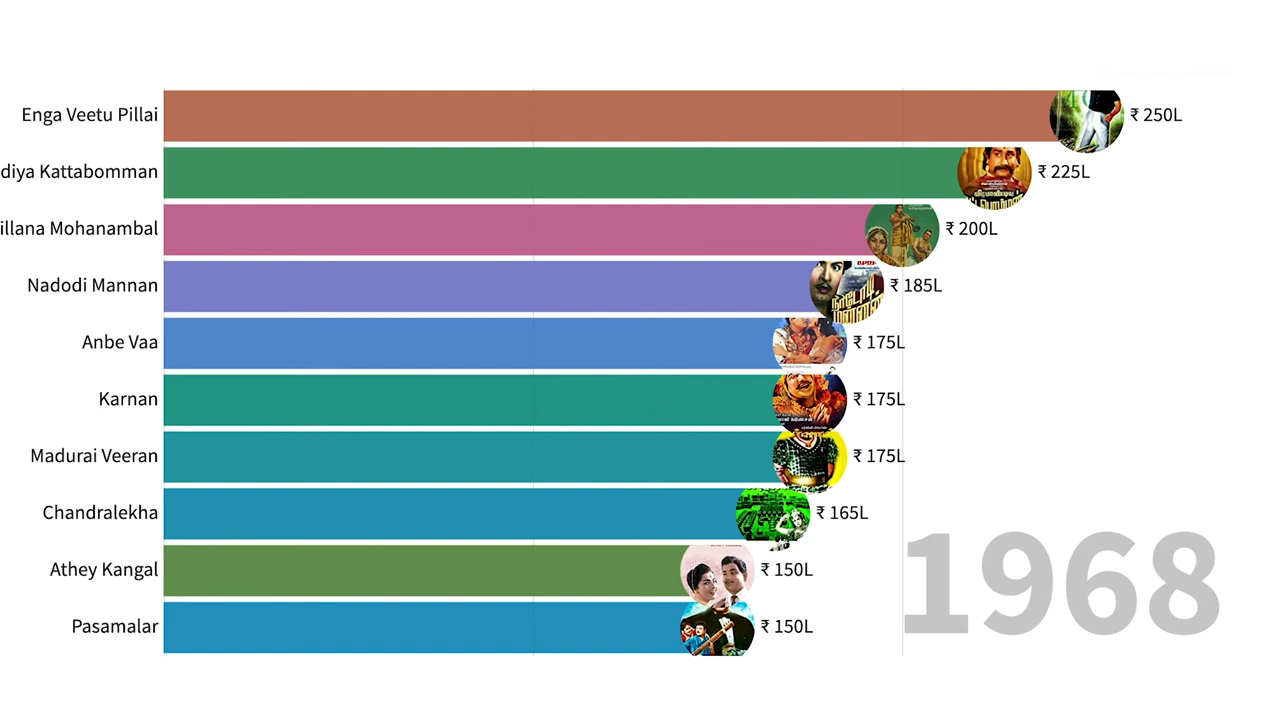 Enga Veetu Pillai ₹ 250L
diya Kattabomman ₹ 225L
illana Mohanambal ₹ 200L
Nadodi Mannan ₹ 185L
Anbe Vaa ₹ 175L
Karnan ₹ 175L
Madurai Veeran ₹ 175L
Chandralekha ₹ 165L
Athey Kangal ₹ 150L
Pasamalar ₹ 150L
1968